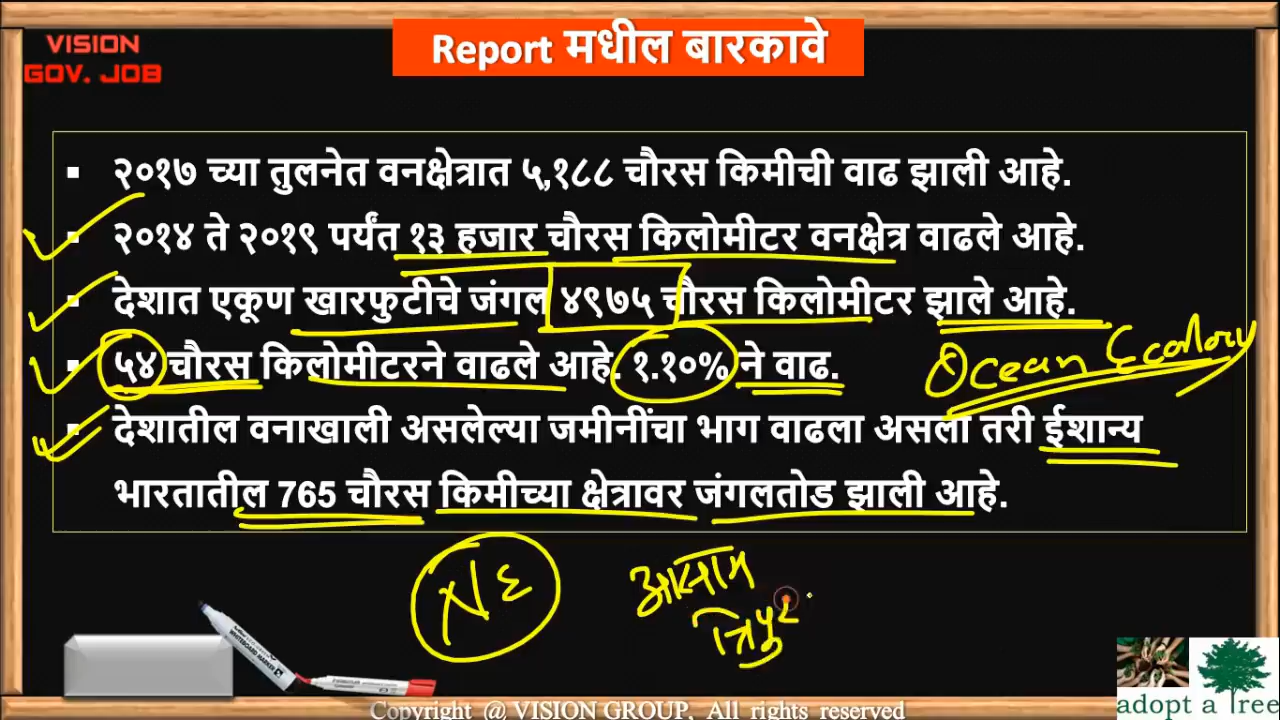 VISION
GOV. JOB
Report मधील बारकावे
▪ २०१७ च्या तुलनेत वनक्षेत्रात ५,१८८ चौरस किमीची वाढ झाली आहे.
▪ २०१४ ते २०१९ पर्यंत १३ हजार चौरस किलोमीटर वनक्षेत्र वाढले आहे.
▪ देशात एकूण खारफुटीचे जंगल ४९७५ चौरस किलोमीटर झाले आहे.
▪ ५४ चौरस किलोमीटरने वाढले आहे. १.१०% ने वाढ.
Ocean
▪ देशातील वनाखाली असलेल्या जमीनींचा भाग वाढला असला तरी ईशान्य
भारतातील 765 चौरस किमीच्या क्षेत्रावर जंगलतोड झाली आहे.
NE
आसाम
त्रिपुर
adopt a Tree
Copyright @ VISION GROUP, All rights reserved